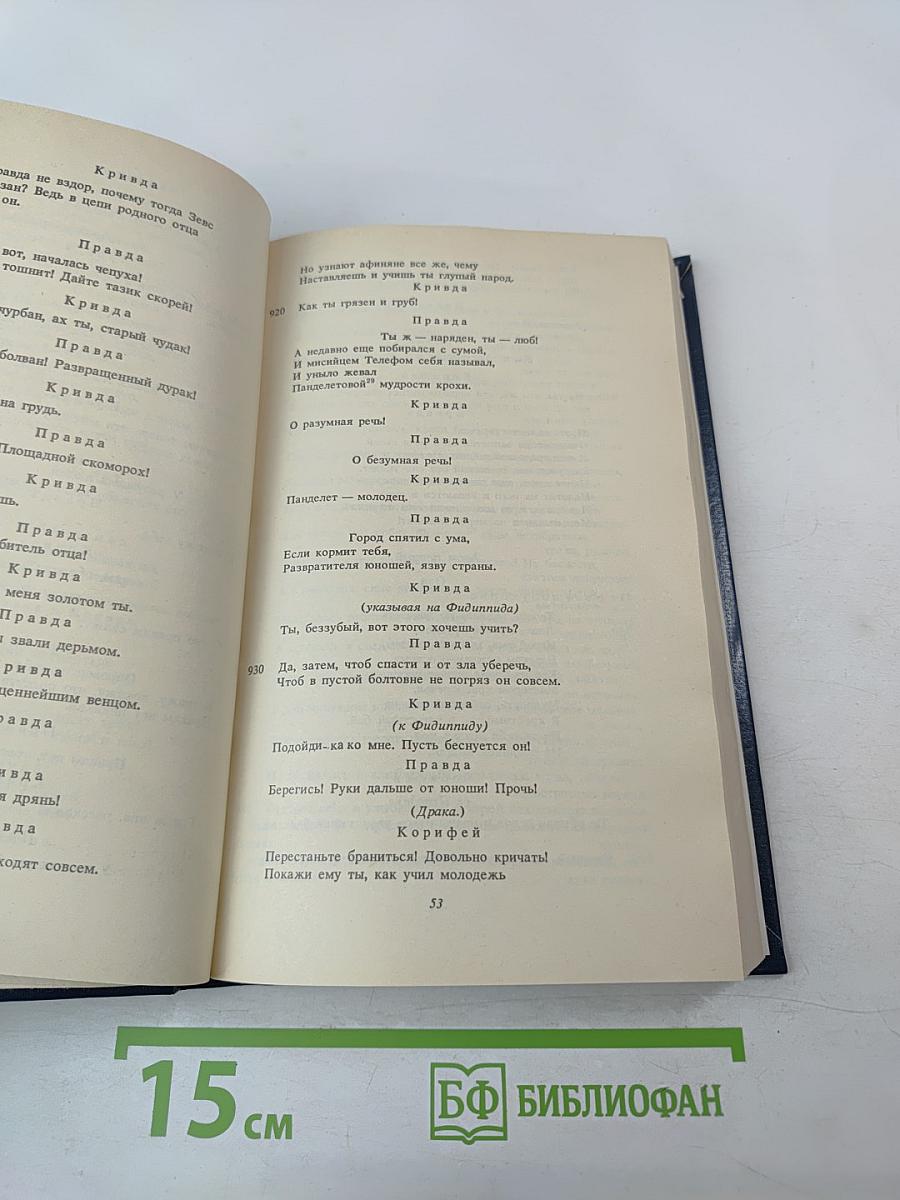 Кривда
равда не вздор, почему тогда Зевс
зан? Ведь в цепи родного отца
он.
Правда
вот, началась чепуха!
тошнит! Дайте тазик скорей!
Кривда
чурбан, ах ты, старый чудак!
Правда
болван! Развращенный дурак!
Кривда
на грудь.
Правда
Площадной скоморох!
Кривда
шь.
Правда
битель отца!
Кривда
меня золотом ты.
Правда
ы звали дерьмом.
ривда
ценнейшим венцом.
равда
ивда
я дрянь!
вда
ходят совсем.
Но узнают афиняне все же, чему
Наставляешь и учишь ты глупый народ.
Кривда
920 Как ты грязен и груб!
Правда
Ты ж — наряден, ты — люб!
А недавно еще побирался с сумой,
И мисийцем Телефом себя называл,
И уныло жевал
Панделетовой29 мудрости крохи.
Кривда
О разумная речь!
Правда
О безумная речь!
Кривда
Панделет — молодец.
Правда
Город спятил с ума,
Если кормит тебя,
Развратителя юношей, язву страны.
Кривда
(указывая на Фидиппида)
Ты, беззубый, вот этого хочешь учить?
Правда
930 Да, затем, чтоб спасти и от зла уберечь,
Чтоб в пустой болтовне не погряз он совсем.
Кривда
(к Фидиппиду)
Подойди-ка ко мне. Пусть беснуется он!
Правда
Берегись! Руки дальше от юноши! Прочь!
(Драка.)
Корифей
Перестаньте браниться! Довольно кричать!
Покажи ему ты, как учил молодежь
53
15 см
БФ БИБЛИОФАН